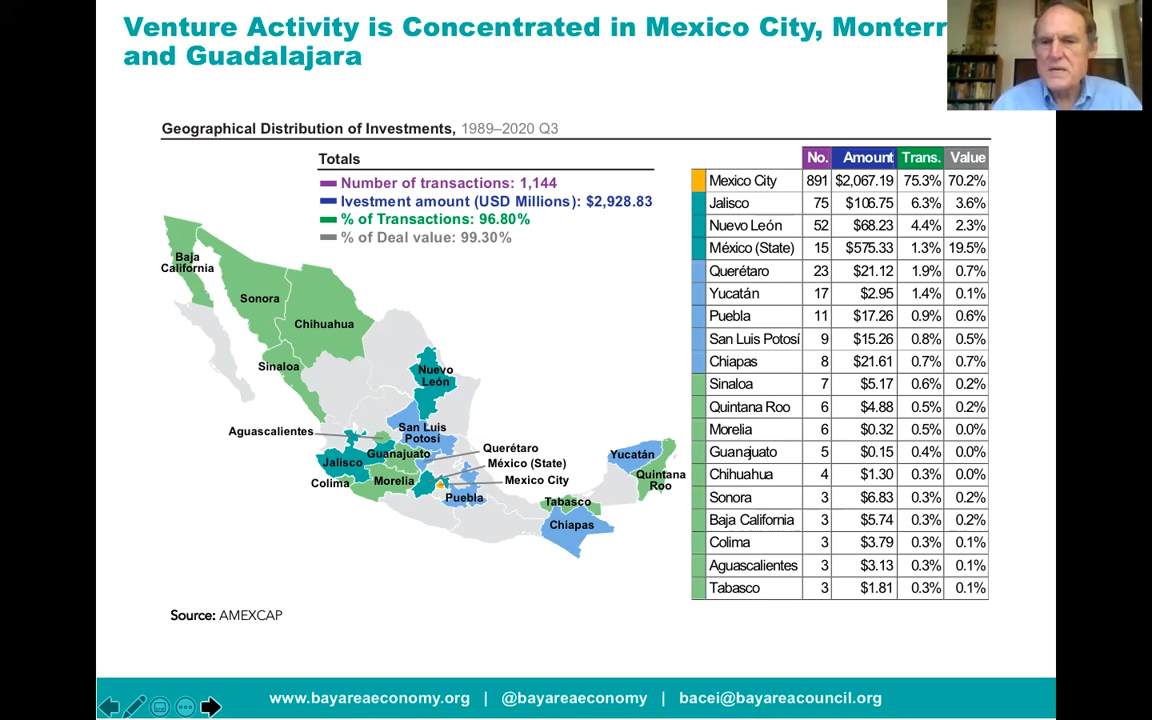 Venture Activity is Concentrated in Mexico City, Monterr
and Guadalajara
Geographical Distribution of Investments, 1989–2020 Q3
Totals
Number of transactions: 1,144
Ivestment amount (USD Millions): $2,928.83
% of Transactions: 96.80%
% of Deal value: 99.30%
Baja
California
Sonora
Chihuahua
Sinaloa
Nuevo
León
Aguascalientes
San Luis
Potosí
Guanajuato
Querétaro
Jalisco
México (State)
Colima
Morelia
Mexico City
Puebla
Yucatán
Quintana
Roo
Tabasco
Chiapas
No. Amount Trans. Value
Mexico City 891 $2,067.19 75.3% 70.2%
Jalisco 75 $106.75 6.3% 3.6%
Nuevo León 52 $68.23 4.4% 2.3%
México (State) 15 $575.33 1.3% 19.5%
Querétaro 23 $21.12 1.9% 0.7%
Yucatán 17 $2.95 1.4% 0.1%
Puebla 11 $17.26 0.9% 0.6%
San Luis Potosí 9 $15.26 0.8% 0.5%
Chiapas 8 $21.61 0.7% 0.7%
Sinaloa 7 $5.17 0.6% 0.2%
Quintana Roo 6 $4.88 0.5% 0.2%
Morelia 6 $0.32 0.5% 0.0%
Guanajuato 5 $0.15 0.4% 0.0%
Chihuahua 4 $1.30 0.3% 0.0%
Sonora 3 $6.83 0.3% 0.2%
Baja California 3 $5.74 0.3% 0.2%
Colima 3 $3.79 0.3% 0.1%
Aguascalientes 3 $3.13 0.3% 0.1%
Tabasco 3 $1.81 0.3% 0.1%
Source: AMEXCAP
www.bayareaeconomy.org | @bayareaeconomy | bacei@bayareacouncil.org